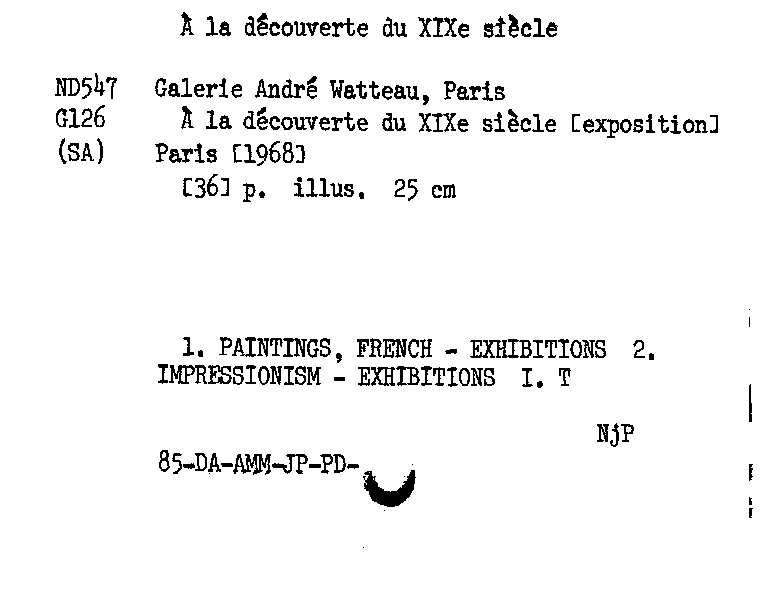 À la découverte du XIXe siècle
ND547 Galerie André Watteau, Paris
G126 À la découverte du XIXe siècle [exposition]
(SA) Paris [1968]
[36] p. illus. 25 cm
1. PAINTINGS, FRENCH - EXHIBITIONS 2.
IMPRESSIONISM - EXHIBITIONS I. T
NjP
85-DA-AMM-JP-PD-